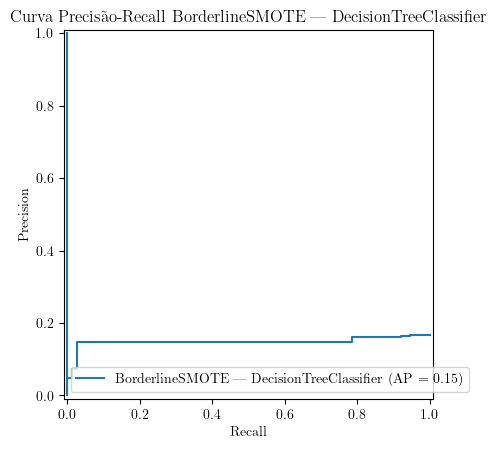 Curva Precisão-Recall BorderlineSMOTE — DecisionTreeClassifier
1.0
0.8
0.6
0.4
0.2
0.0
Precision
BorderlineSMOTE — DecisionTreeClassifier (AP = 0.15)
0.0 0.2 0.4 0.6 0.8 1.0
Recall